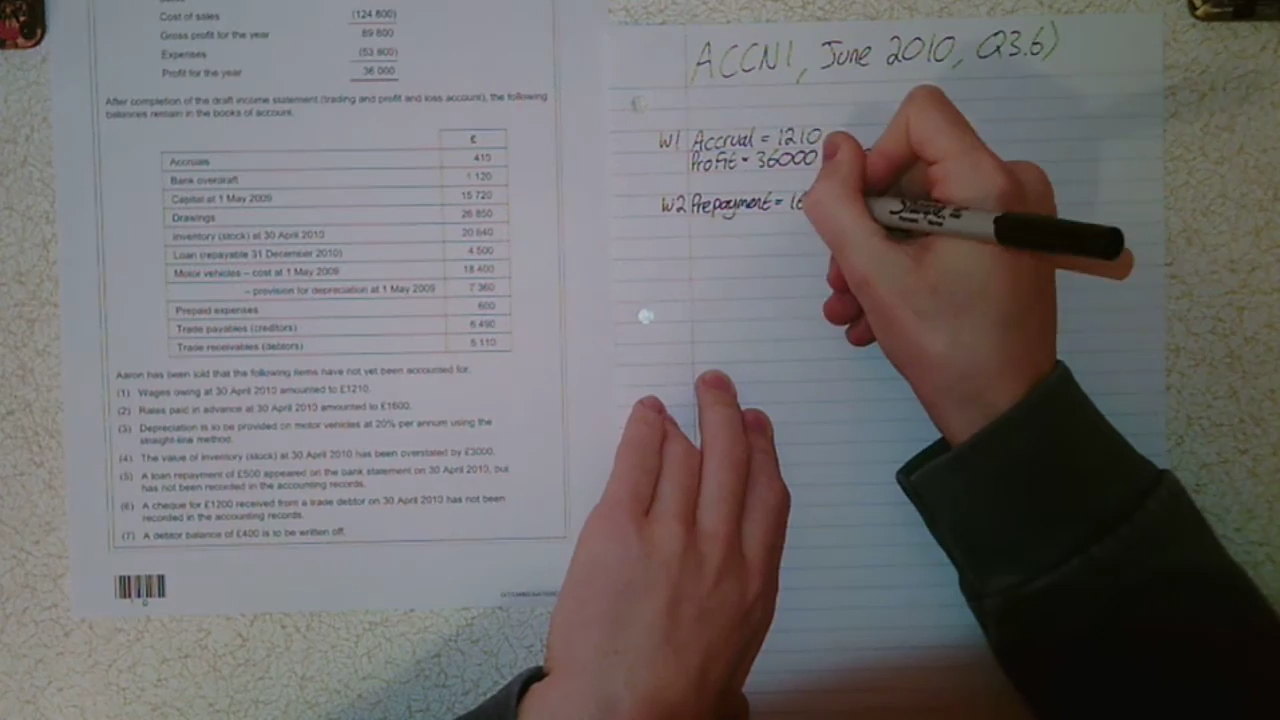 Cost of sales (124 800)
Gross profit for the year 89 800
Expenses (53 800)
Profit for the year 36 000
After completion of the draft income statement (trading and profit and loss account), the following
balances remain in the books of account.
£
Accruals 410
Bank overdraft 1 120
Capital at 1 May 2009 15 720
Drawings 26 850
Inventory (stock) at 30 April 2010 20 640
Loan (repayable 31 December 2010) 4 500
Motor vehicles – cost at 1 May 2009 18 400
– provision for depreciation at 1 May 2009 7 360
Prepaid expenses 600
Trade payables (creditors) 6 490
Trade receivables (debtors) 5 110
Aaron has been told that the following items have not yet been accounted for.
(1) Wages owing at 30 April 2010 amounted to £1210.
(2) Rates paid in advance at 30 April 2010 amounted to £1600.
(3) Depreciation is to be provided on motor vehicles at 20% per annum using the
straight-line method.
(4) The value of inventory (stock) at 30 April 2010 has been overstated by £3000.
(5) A loan repayment of £500 appeared on the bank statement on 30 April 2010, but
has not been recorded in the accounting records.
(6) A cheque for £1200 received from a trade debtor on 30 April 2010 has not been
recorded in the accounting records.
(7) A debtor balance of £400 is to be written off.
ACCN1, June 2010, Q3.b)
W1 Accrual = 1210
Profit = 36000
W2 Prepayment = 16